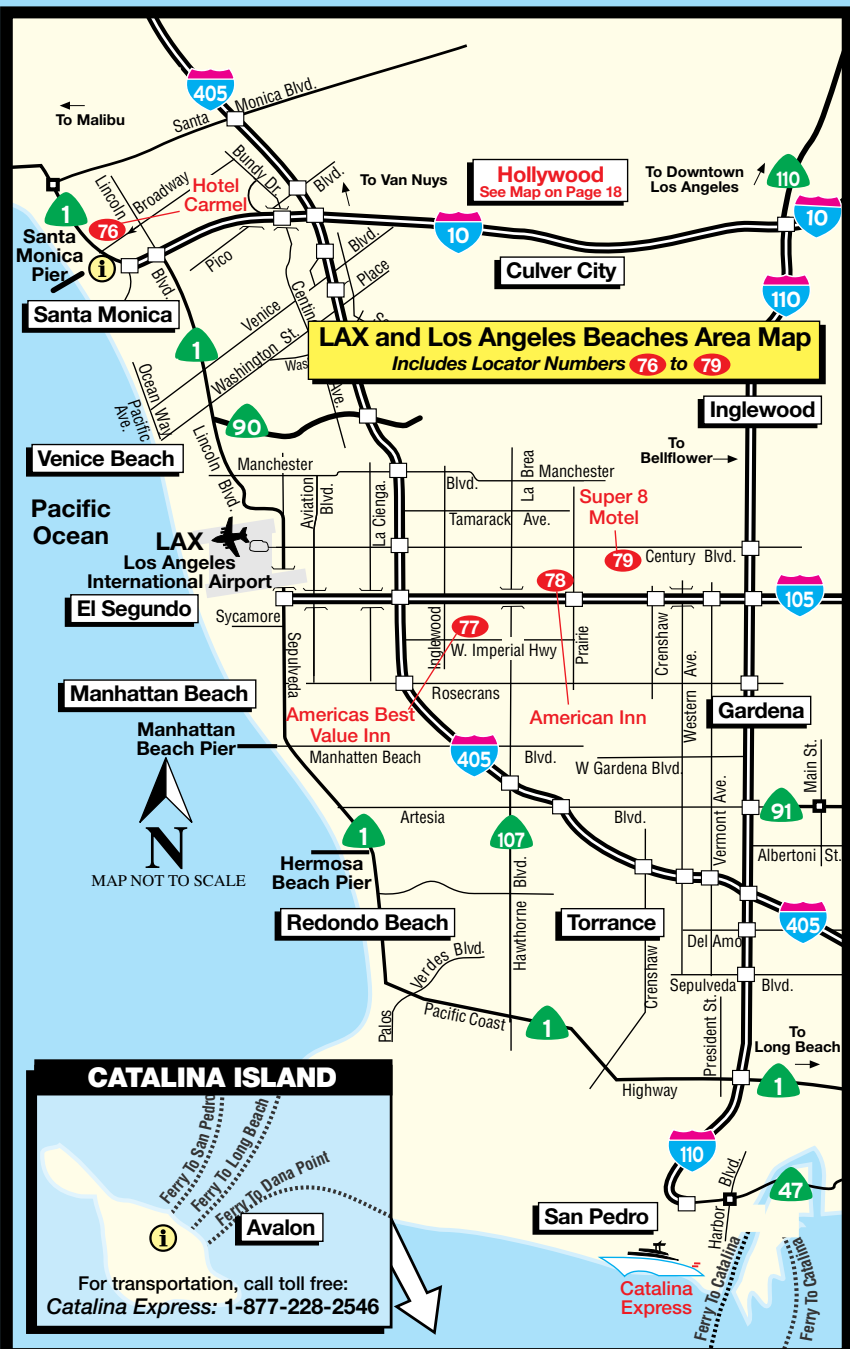 405
To Malibu
Santa Monica Blvd.
Lincoln
Blvd.
Broadway
Bundy Dr.
Blvd.
To Van Nuys
Hotel
Carmel
Hollywood
See Map on Page 18
To Downtown
Los Angeles
110
10
10
1
76
Santa
Monica
Pier
i
Pico
Blvd.
Place
Culver City
110
Santa Monica
Venice
Washington St.
Ave.
LAX and Los Angeles Beaches Area Map
Includes Locator Numbers 76 to 79
1
Ocean Way
Pacific
Ave.
90
Inglewood
To
Bellflower
Venice Beach
Lincoln Blvd.
Manchester
Blvd.
La Brea
Manchester
Aviation
Blvd.
La Cienga.
Tamarack Ave.
Super 8
Motel
Pacific
Ocean
LAX
Los Angeles
International Airport
79
Century Blvd.
78
105
El Segundo
Sycamore
Sepulveda
Inglewood
77
W. Imperial Hwy
Prairie
Crenshaw
Western Ave.
Rosecrans
Manhattan Beach
Americas Best
Value Inn
American Inn
Gardena
Manhattan
Beach Pier
Manhatten Beach
Blvd.
405
W Gardena Blvd.
Main St.
Vermont Ave.
N
MAP NOT TO SCALE
Artesia
Blvd.
91
1
107
Albertoni St.
Hermosa
Beach Pier
Redondo Beach
Hawthorne Blvd.
Torrance
405
Del Amo
Palos Verdes Blvd.
Crenshaw
Sepulveda Blvd.
President St.
Pacific Coast
1
Highway
To
Long Beach
1
CATALINA ISLAND
Ferry To San Pedro
Ferry To Long Beach
Ferry To Dana Point
i
Avalon
For transportation, call toll free:
Catalina Express: 1-877-228-2546
110
Harbor Blvd.
47
San Pedro
Catalina
Express
Ferry To Catalina
Ferry To Catalina